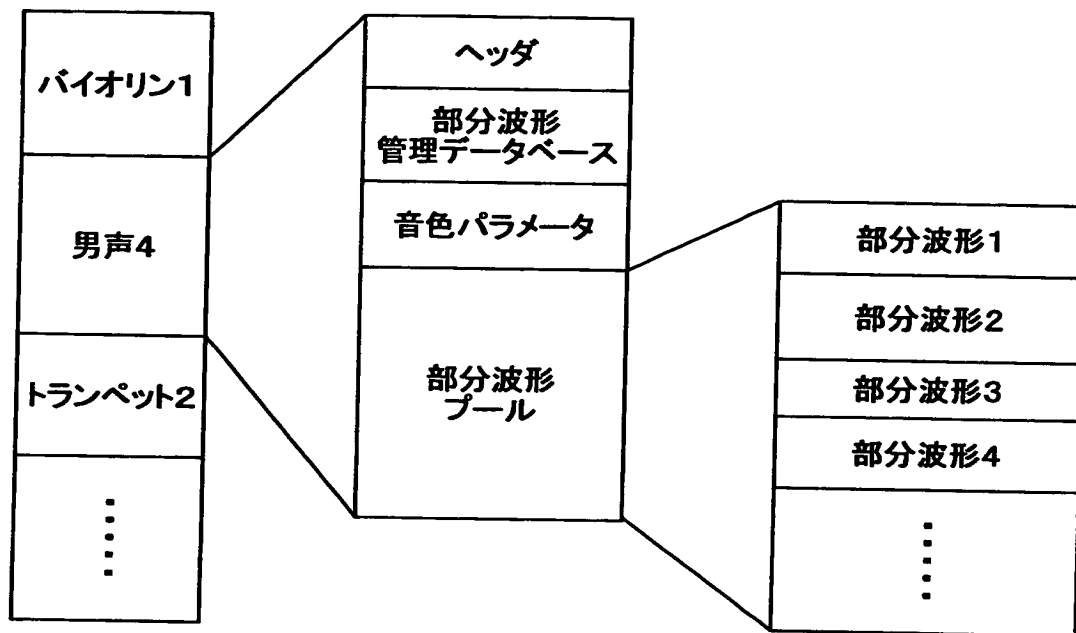 バイオリン1
男声4
トランペット2
ヘッダ
部分波形
管理データベース
音色パラメータ
部分波形
プール
部分波形1
部分波形2
部分波形3
部分波形4